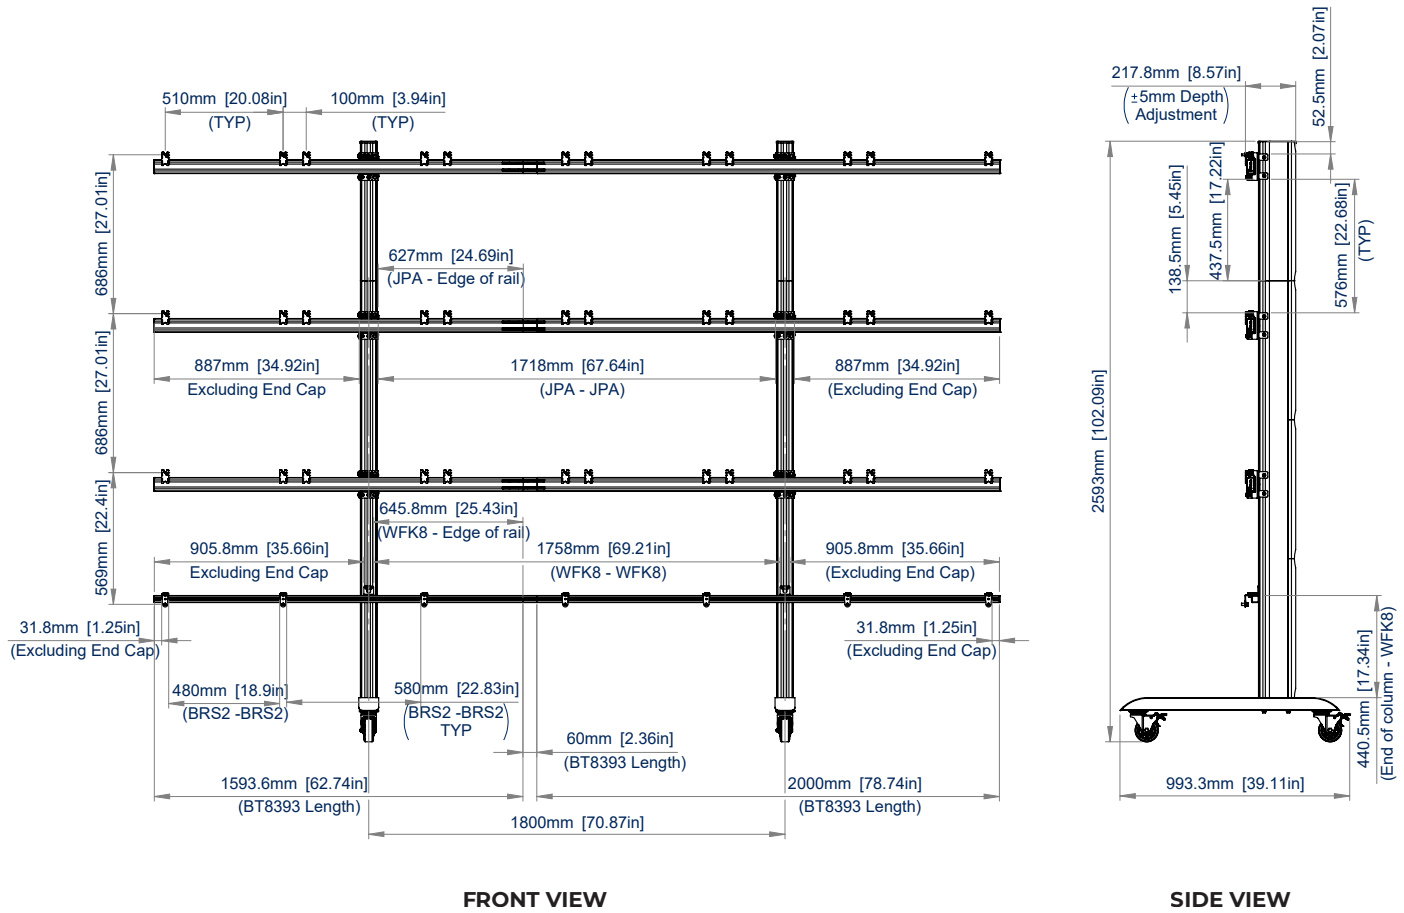 510mm [20.08in]
(TYP)
100mm [3.94in]
(TYP)
686mm [27.01in]
627mm [24.69in]
(JPA - Edge of rail)
887mm [34.92in]
Excluding End Cap
1718mm [67.64in]
(JPA - JPA)
887mm [34.92in]
(Excluding End Cap)
686mm [27.01in]
645.8mm [25.43in]
(WFK8 - Edge of rail)
569mm [22.4in]
905.8mm [35.66in]
Excluding End Cap
1758mm [69.21in]
(WFK8 - WFK8)
905.8mm [35.66in]
(Excluding End Cap)
31.8mm [1.25in]
(Excluding End Cap)
31.8mm [1.25in]
(Excluding End Cap)
480mm [18.9in]
(BRS2 -BRS2)
580mm [22.83in]
(BRS2 -BRS2)
TYP
60mm [2.36in]
(BT8393 Length)
1593.6mm [62.74in]
(BT8393 Length)
2000mm [78.74in]
(BT8393 Length)
1800mm [70.87in]
FRONT VIEW
217.8mm [8.57in]
(±5mm Depth
Adjustment)
52.5mm [2.07in]
138.5mm [5.45in]
437.5mm [17.22in]
576mm [22.68in]
(TYP)
2593mm [102.09in]
440.5mm [17.34in]
(End of column - WFK8)
993.3mm [39.11in]
SIDE VIEW